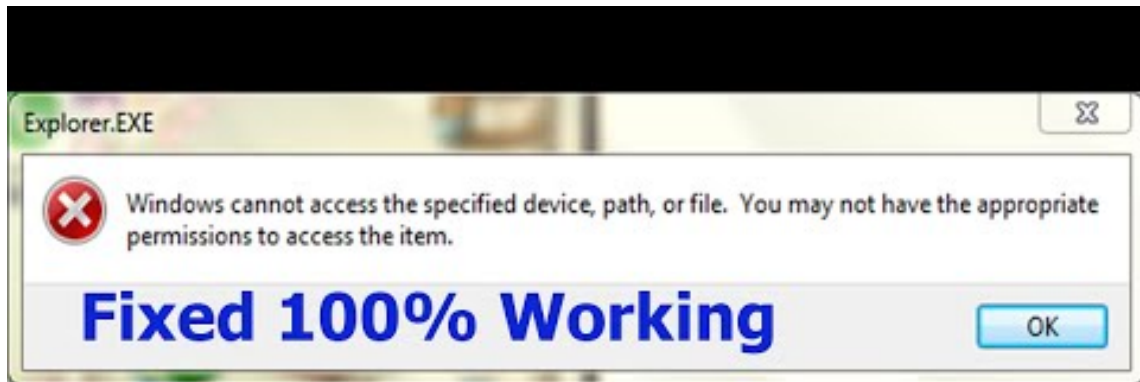 Explorer.EXE
Windows cannot access the specified device, path, or file. You may not have the appropriate
permissions to access the item.
Fixed 100% Working
OK